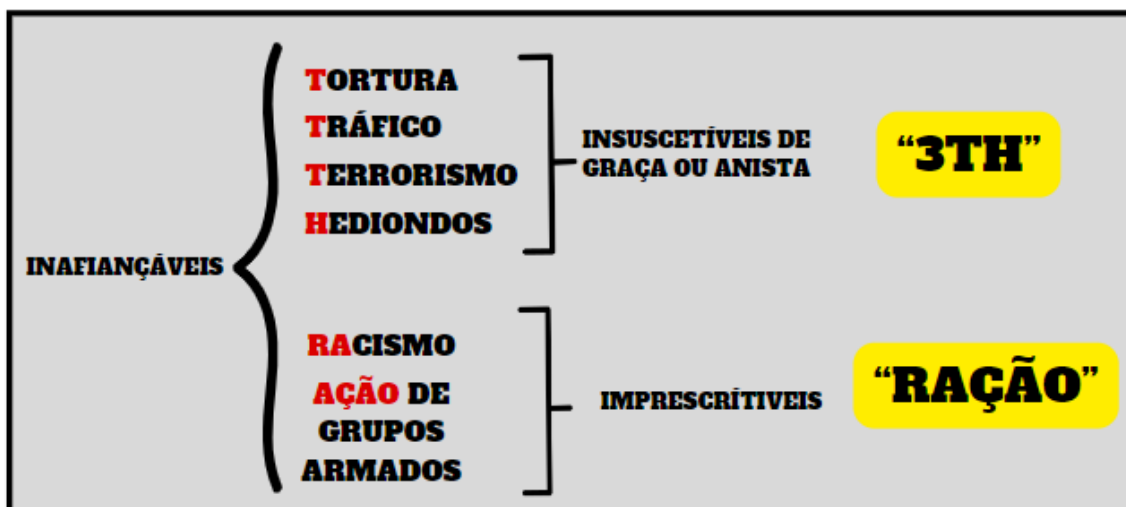 INAFIANÇÁVEIS
TORTURA
TRÁFICO
TERRORISMO
HEDIONDOS
INSUSCETÍVEIS DE
GRAÇA OU ANISTA
“3TH”
RACISMO
AÇÃO DE
GRUPOS
ARMADOS
IMPRESCRÍTIVEIS
“RAÇÃO”